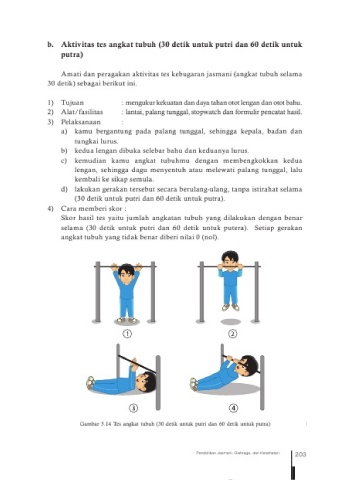 b. Aktivitas tes angkat tubuh (30 detik untuk putri dan 60 detik untuk
putra)
Amati dan peragakan aktivitas tes kebugaran jasmani (angkat tubuh selama
30 detik) sebagai berikut ini.
1) Tujuan : mengukur kekuatan dan daya tahan otot lengan dan otot bahu.
2) Alat/fasilitas : lantai, palang tunggal, stopwatch dan formulir pencatat hasil.
3) Pelaksanaan :
a) kamu bergantung pada palang tunggal, sehingga kepala, badan dan
tungkai lurus.
b) kedua lengan dibuka selebar bahu dan keduanya lurus.
c) kemudian kamu angkat tubuhmu dengan membengkokkan kedua
lengan, sehingga dagu menyentuh atau melewati palang tunggal, lalu
kembali ke sikap semula.
d) lakukan gerakan tersebut secara berulang-ulang, tanpa istirahat selama
(30 detik untuk putri dan 60 detik untuk putra).
4) Cara memberi skor :
Skor hasil tes yaitu jumlah angkatan tubuh yang dilakukan dengan benar
selama (30 detik untuk putri dan 60 detik untuk putera). Setiap gerakan
angkat tubuh yang tidak benar diberi nilai 0 (nol).
1 2
3 4
Gambar 5.14 Tes angkat tubuh (30 detik untuk putri dan 60 detik untuk putra)
Pendidikan Jasmani, Olahraga, dan Kesehatan 203